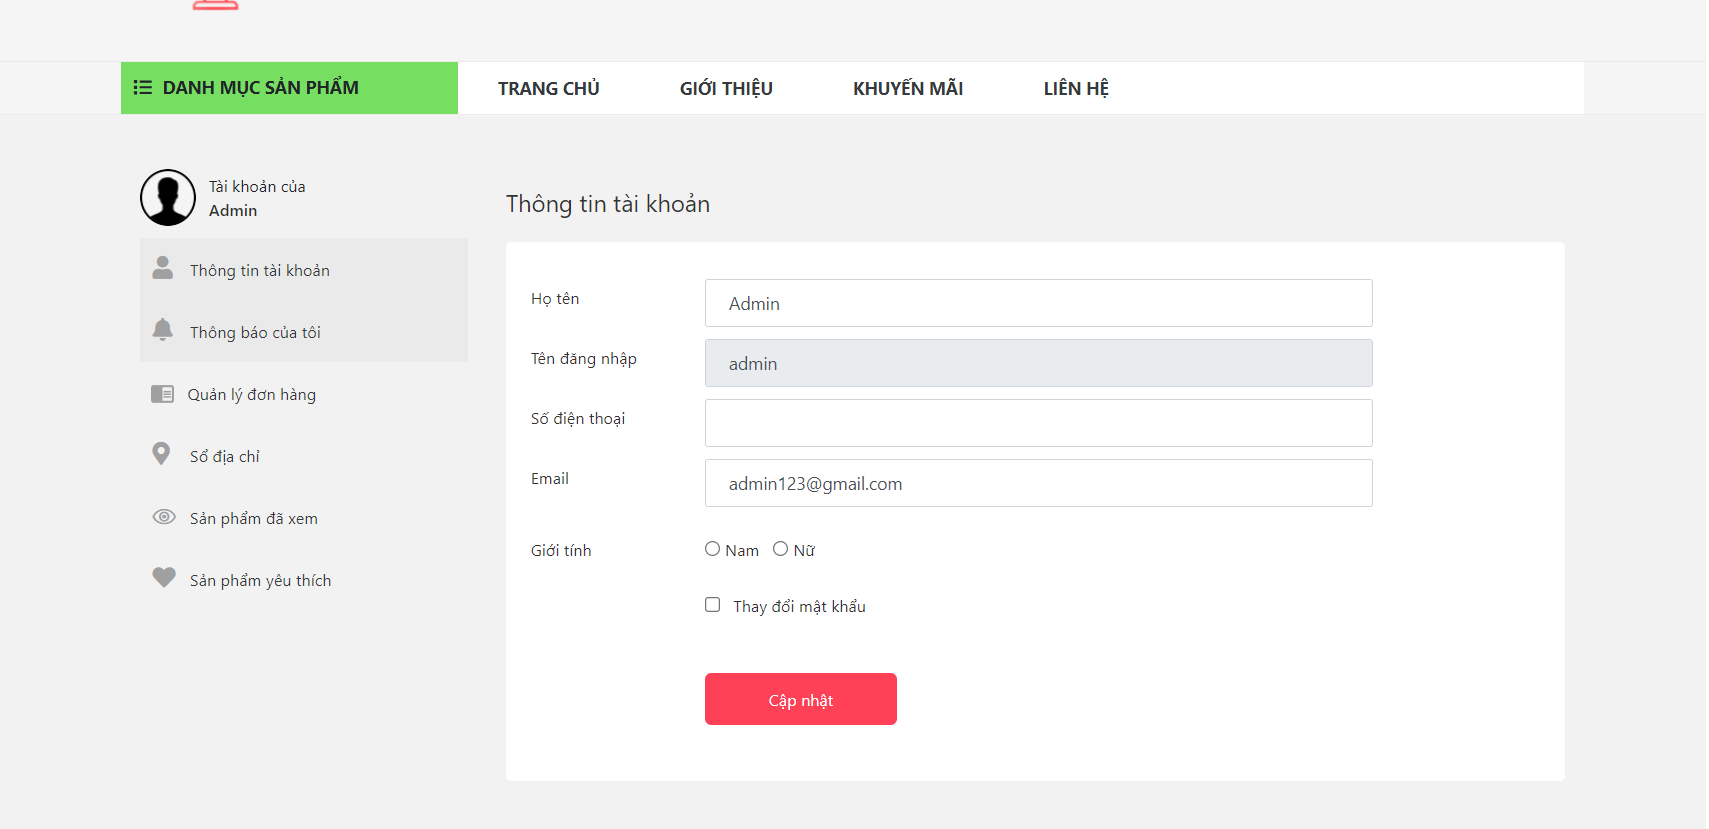 DANH MỤC SẢN PHẨM
TRANG CHỦ
GIỚI THIỆU
KHUYẾN MÃI
LIÊN HỆ
Tài khoản của
Admin
Thông tin tài khoản
Thông báo của tôi
Quản lý đơn hàng
Sổ địa chỉ
Sản phẩm đã xem
Sản phẩm yêu thích
Thông tin tài khoản
Họ tên
Admin
Tên đăng nhập
admin
Số điện thoại
Email
admin123@gmail.com
Giới tính
Nam
Nữ
Thay đổi mật khẩu
Cập nhật